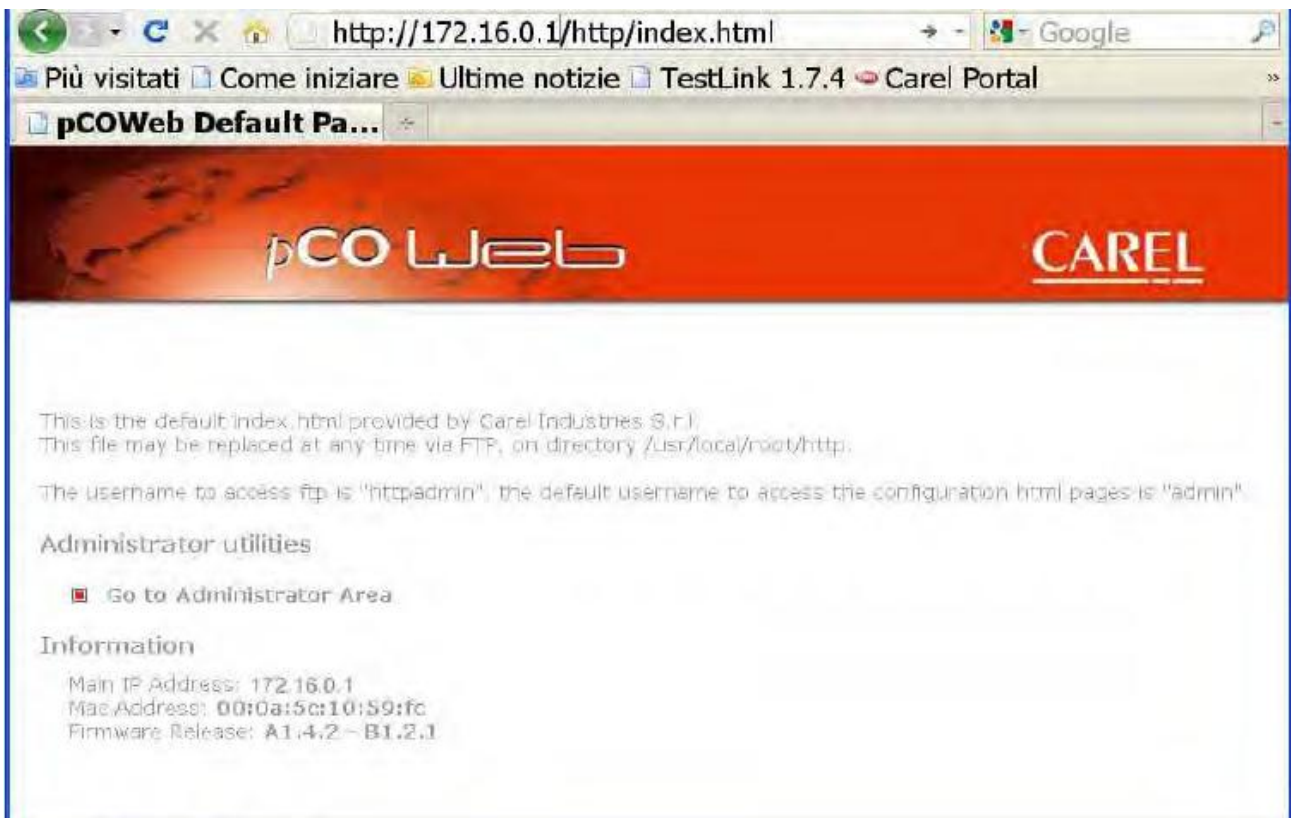 http://172.16.0.1/http/index.html
Google
Più visitati Come iniziare Ultime notizie TestLink 1.7.4 Carel Portal »
pCOWeb Default Pa...
pCO Web
CAREL
This is the default index.html provided by Carel Industries S.r.l.
This file may be replaced at any time via FTP, on directory /usr/local/root/http.
The username to access ftp is "httpadmin", the default username to access the configuration html pages is "admin".
Administrator utilities
Go to Administrator Area
Information
Main IP Address: 172.16.0.1
Mac Address: 00:0a:5c:10:59:fc
Firmware Release: A1.4.2 - B1.2.1